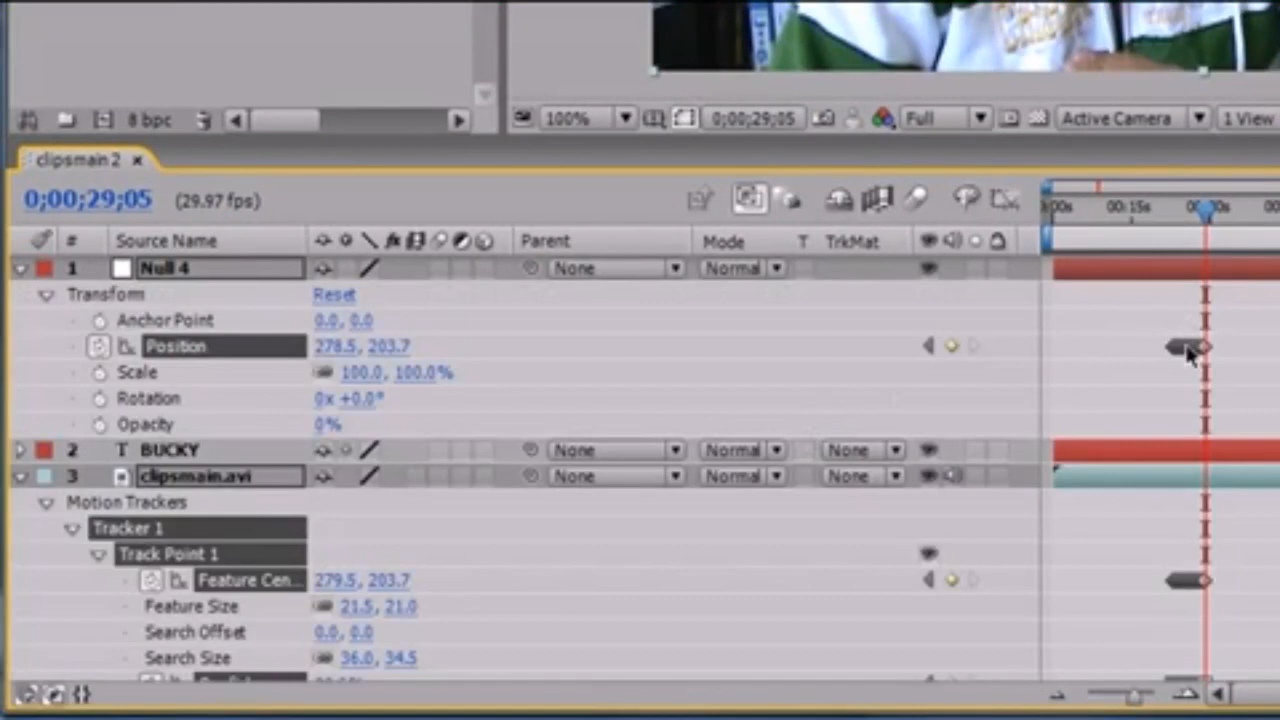 8 bpc
100%
0;00;29;05
Full
Active Camera
1 View
clipsmain 2 ×
0;00;29;05
(29.97 fps)
:00s
00:15s
# Source Name
Parent
Mode
T TrkMat
1 Null 4
None
Normal
Transform
Reset
Anchor Point
0.0, 0.0
Position
278.5, 203.7
Scale
100.0, 100.0%
Rotation
0x +0.0°
Opacity
0%
2 T BUCKY
None
Normal
None
3 clipsmain.avi
None
Normal
None
Motion Trackers
Tracker 1
Track Point 1
Feature Cen...
279.5, 203.7
Feature Size
21.5, 21.0
Search Offset
0.0, 0.0
Search Size
36.0, 34.5